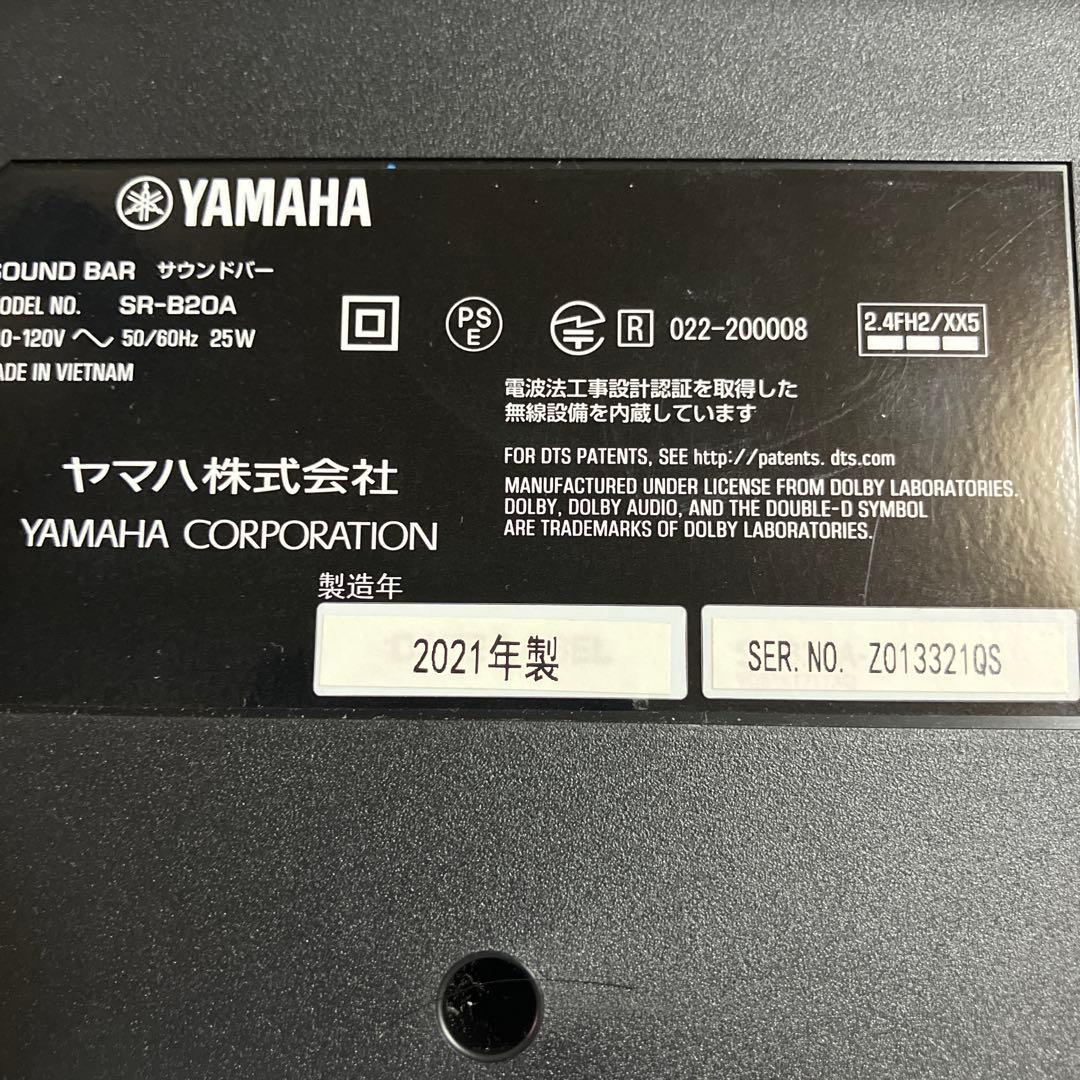 YAMAHA
SOUND BAR サウンドバー
MODEL NO. SR-B20A
0-120V 50/60Hz 25W
MADE IN VIETNAM
PS
E
R 022-200008
2.4FH2/XX5
電波法工事設計認証を取得した
無線設備を内蔵しています
FOR DTS PATENTS, SEE http://patents.dts.com
MANUFACTURED UNDER LICENSE FROM DOLBY LABORATORIES.
DOLBY, DOLBY AUDIO, AND THE DOUBLE-D SYMBOL
ARE TRADEMARKS OF DOLBY LABORATORIES.
ヤマハ株式会社
YAMAHA CORPORATION
製造年
2021年製
SER. NO. Z013321QS